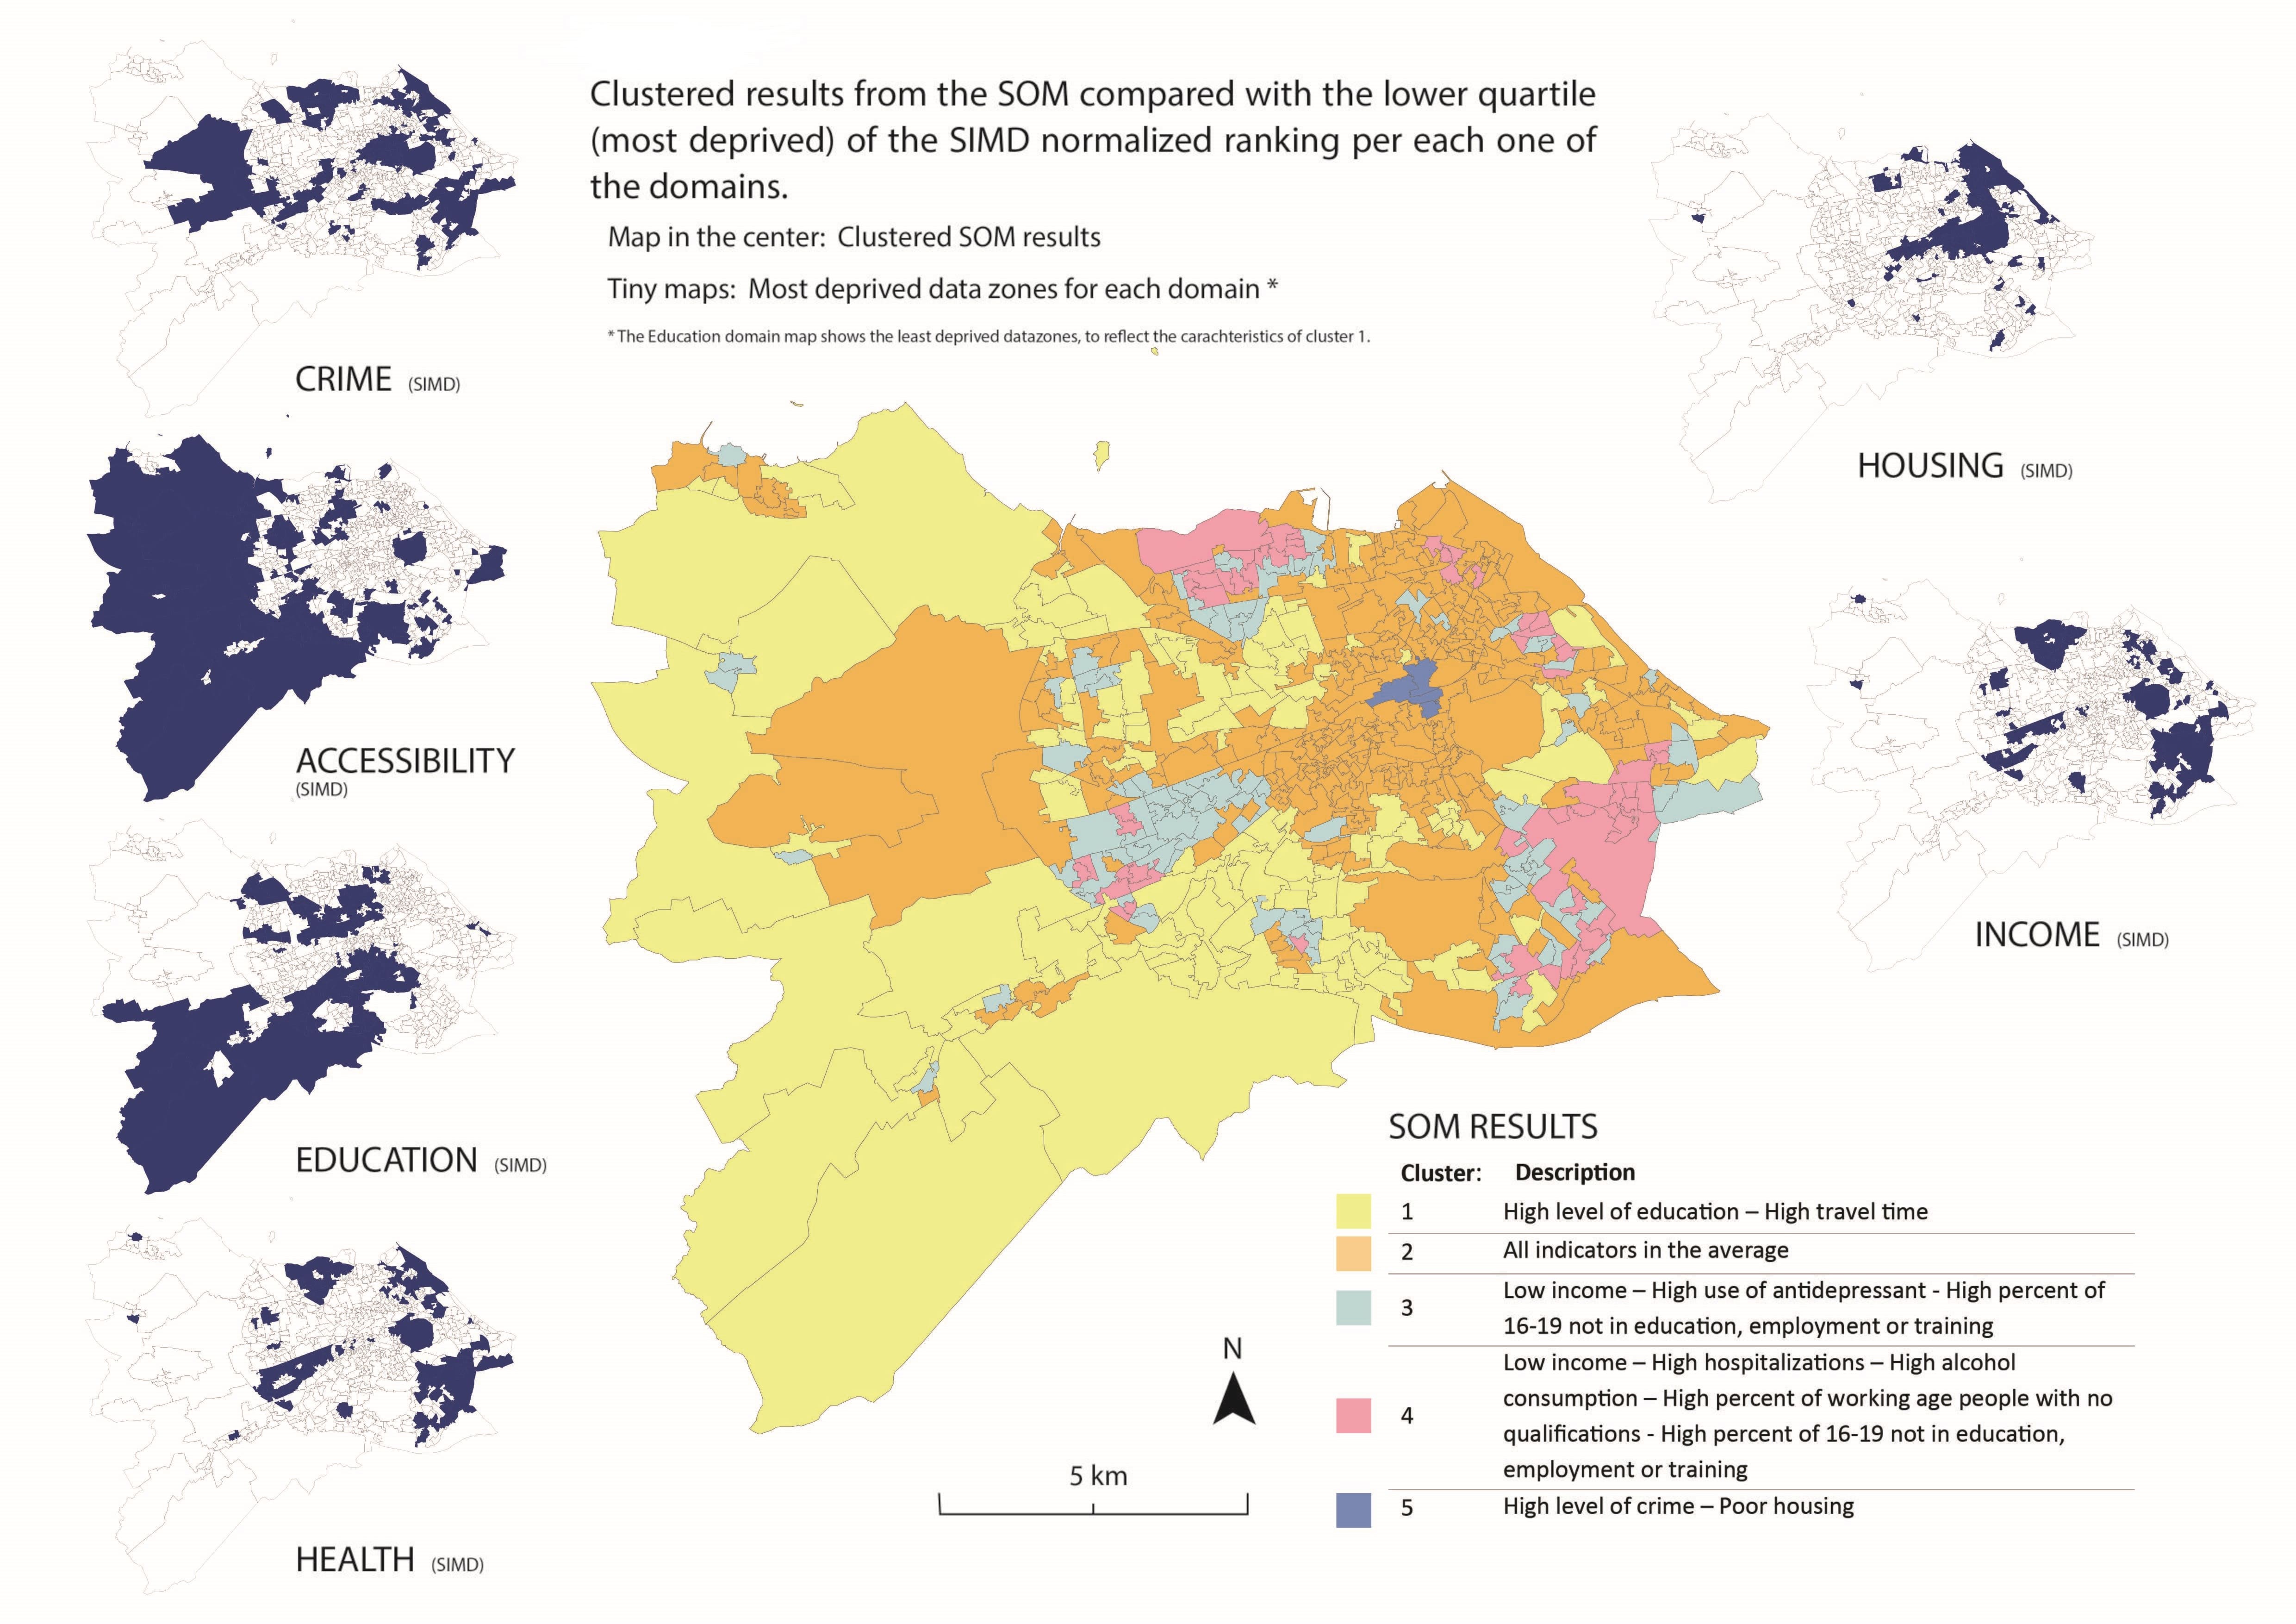 Clustered results from the SOM compared with the lower quartile
(most deprived) of the SIMD normalized ranking per each one of
the domains.
Map in the center: Clustered SOM results
Tiny maps: Most deprived data zones for each domain *
* The Education domain map shows the least deprived datazones, to reflect the carachteristics of cluster 1.
CRIME (SIMD)
ACCESSIBILITY
(SIMD)
EDUCATION (SIMD)
HEALTH (SIMD)
HOUSING (SIMD)
INCOME (SIMD)
N
5 km
SOM RESULTS
Cluster: Description
1 High level of education – High travel time
2 All indicators in the average
3 Low income – High use of antidepressant - High percent of
16-19 not in education, employment or training
4 Low income – High hospitalizations – High alcohol
consumption – High percent of working age people with no
qualifications - High percent of 16-19 not in education,
employment or training
5 High level of crime – Poor housing